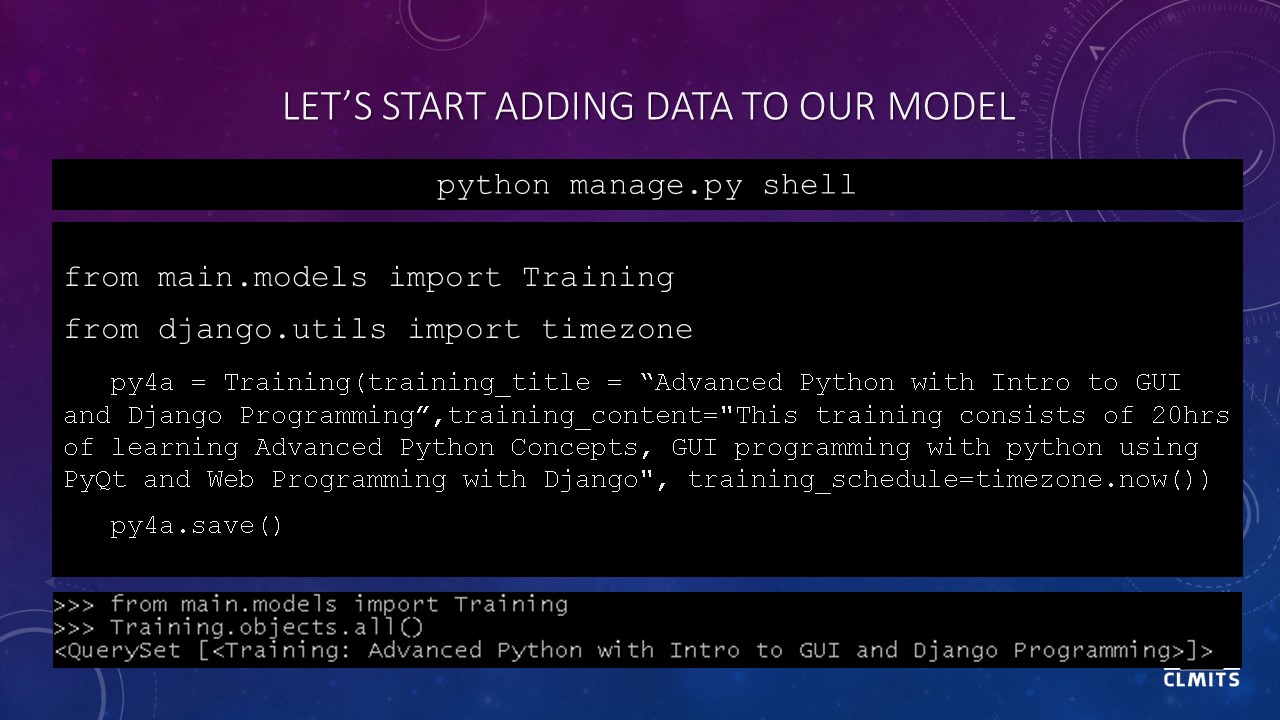 LET’S START ADDING DATA TO OUR MODEL
python manage.py shell
from main.models import Training
from django.utils import timezone
py4a = Training(training_title = “Advanced Python with Intro to GUI
and Django Programming”,training_content="This training consists of 20hrs
of learning Advanced Python Concepts, GUI programming with python using
PyQt and Web Programming with Django", training_schedule=timezone.now())
py4a.save()
>>> from main.models import Training
>>> Training.objects.all()
<QuerySet [<Training: Advanced Python with Intro to GUI and Django Programming>]>
CLMITS
170
190
200
210